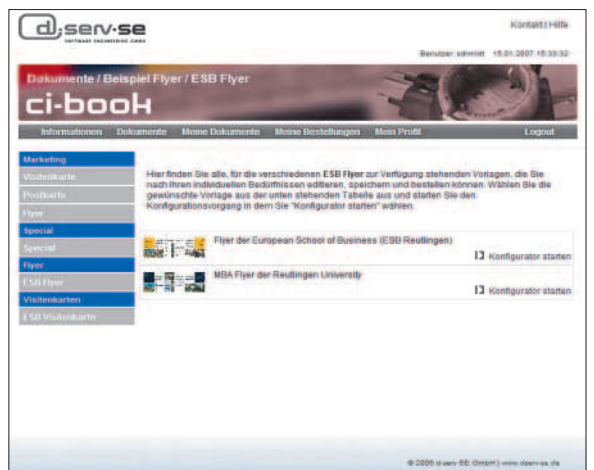 d;serv·se
SOFTWARE ENGINEERING GMBH
Kontakt | Hilfe
Benutzer: schmidt 15.01.2007 15:33:32
Dokumente / Beispiel Flyer / ESB Flyer
ci-book
Informationen Dokumente Meine Dokumente Meine Bestellungen Mein Profil Logout
Marketing
Visitenkarte
Postkarte
Flyer
Special
Special
Flyer
ESB Flyer
Visitenkarten
ESB Visitenkarte
Hier finden Sie alle, für die verschiedenen ESB Flyer zur Verfügung stehenden Vorlagen, die Sie
nach Ihren individuellen Bedürfnissen editieren, speichern und bestellen können. Wählen Sie die
gewünschte Vorlage aus der unten stehenden Tabelle aus und starten Sie den
Konfigurationsvorgang in dem Sie "Konfigurator starten" wählen.
Flyer der European School of Business (ESB Reutlingen)
Konfigurator starten
MBA Flyer der Reutlingen University
Konfigurator starten
© 2006 d-serv SE GmbH | www.dserv-se.de